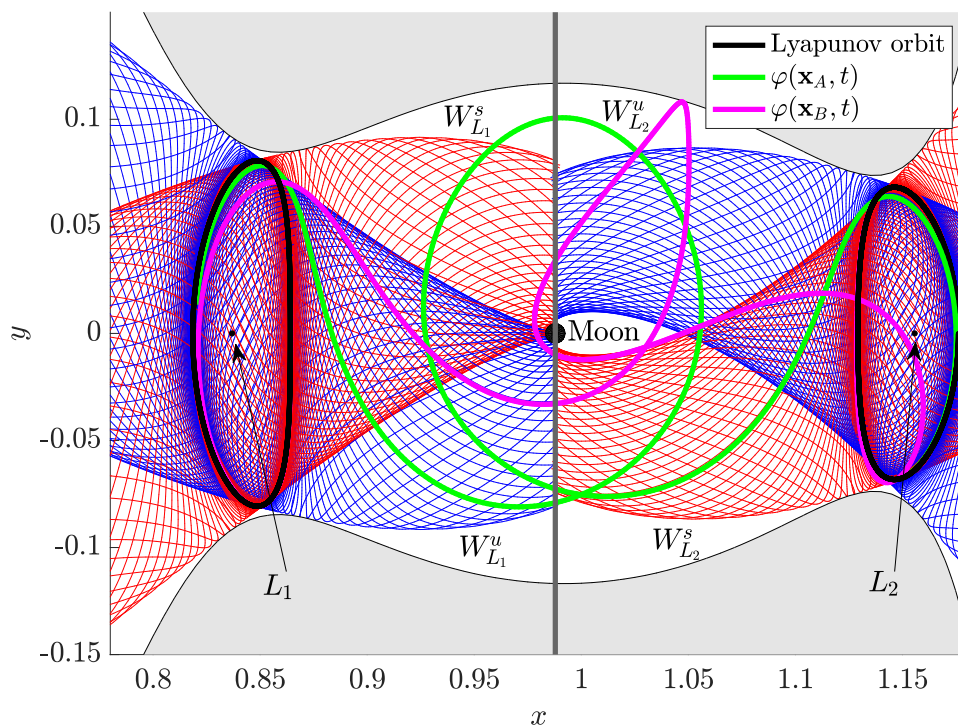 Lyapunov orbit
φ(x_A, t)
φ(x_B, t)
W^s_{L_1}
W^u_{L_2}
0.1
0.05
y
0
Moon
-0.05
W^u_{L_1}
W^s_{L_2}
-0.1
L_1
L_2
-0.15
0.8 0.85 0.9 0.95 1 1.05 1.1 1.15
x